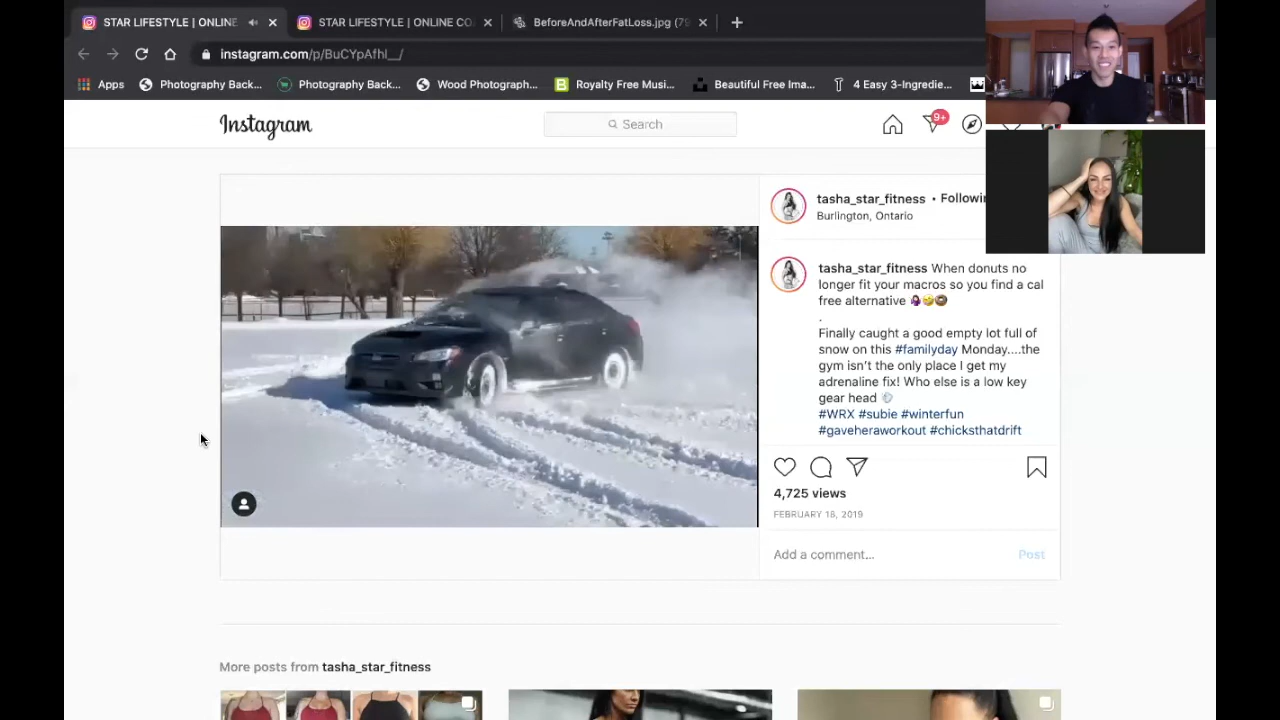 STAR LIFESTYLE | ONLINE
STAR LIFESTYLE | ONLINE CO
BeforeAndAfterFatLoss.jpg (79
instagram.com/p/BuCYpAfhl__/
Apps
Photography Back...
Photography Back...
Wood Photograph...
Royalty Free Musi...
Beautiful Free Ima...
4 Easy 3-Ingredie...
Instagram
Search
9+
tasha_star_fitness • Followin
Burlington, Ontario
tasha_star_fitness When donuts no
longer fit your macros so you find a cal
free alternative
.
Finally caught a good empty lot full of
snow on this #familyday Monday....the
gym isn't the only place I get my
adrenaline fix! Who else is a low key
gear head
#WRX #subie #winterfun
#gaveheraworkout #chicksthatdrift
4,725 views
FEBRUARY 18, 2019
Add a comment... Post
More posts from tasha_star_fitness